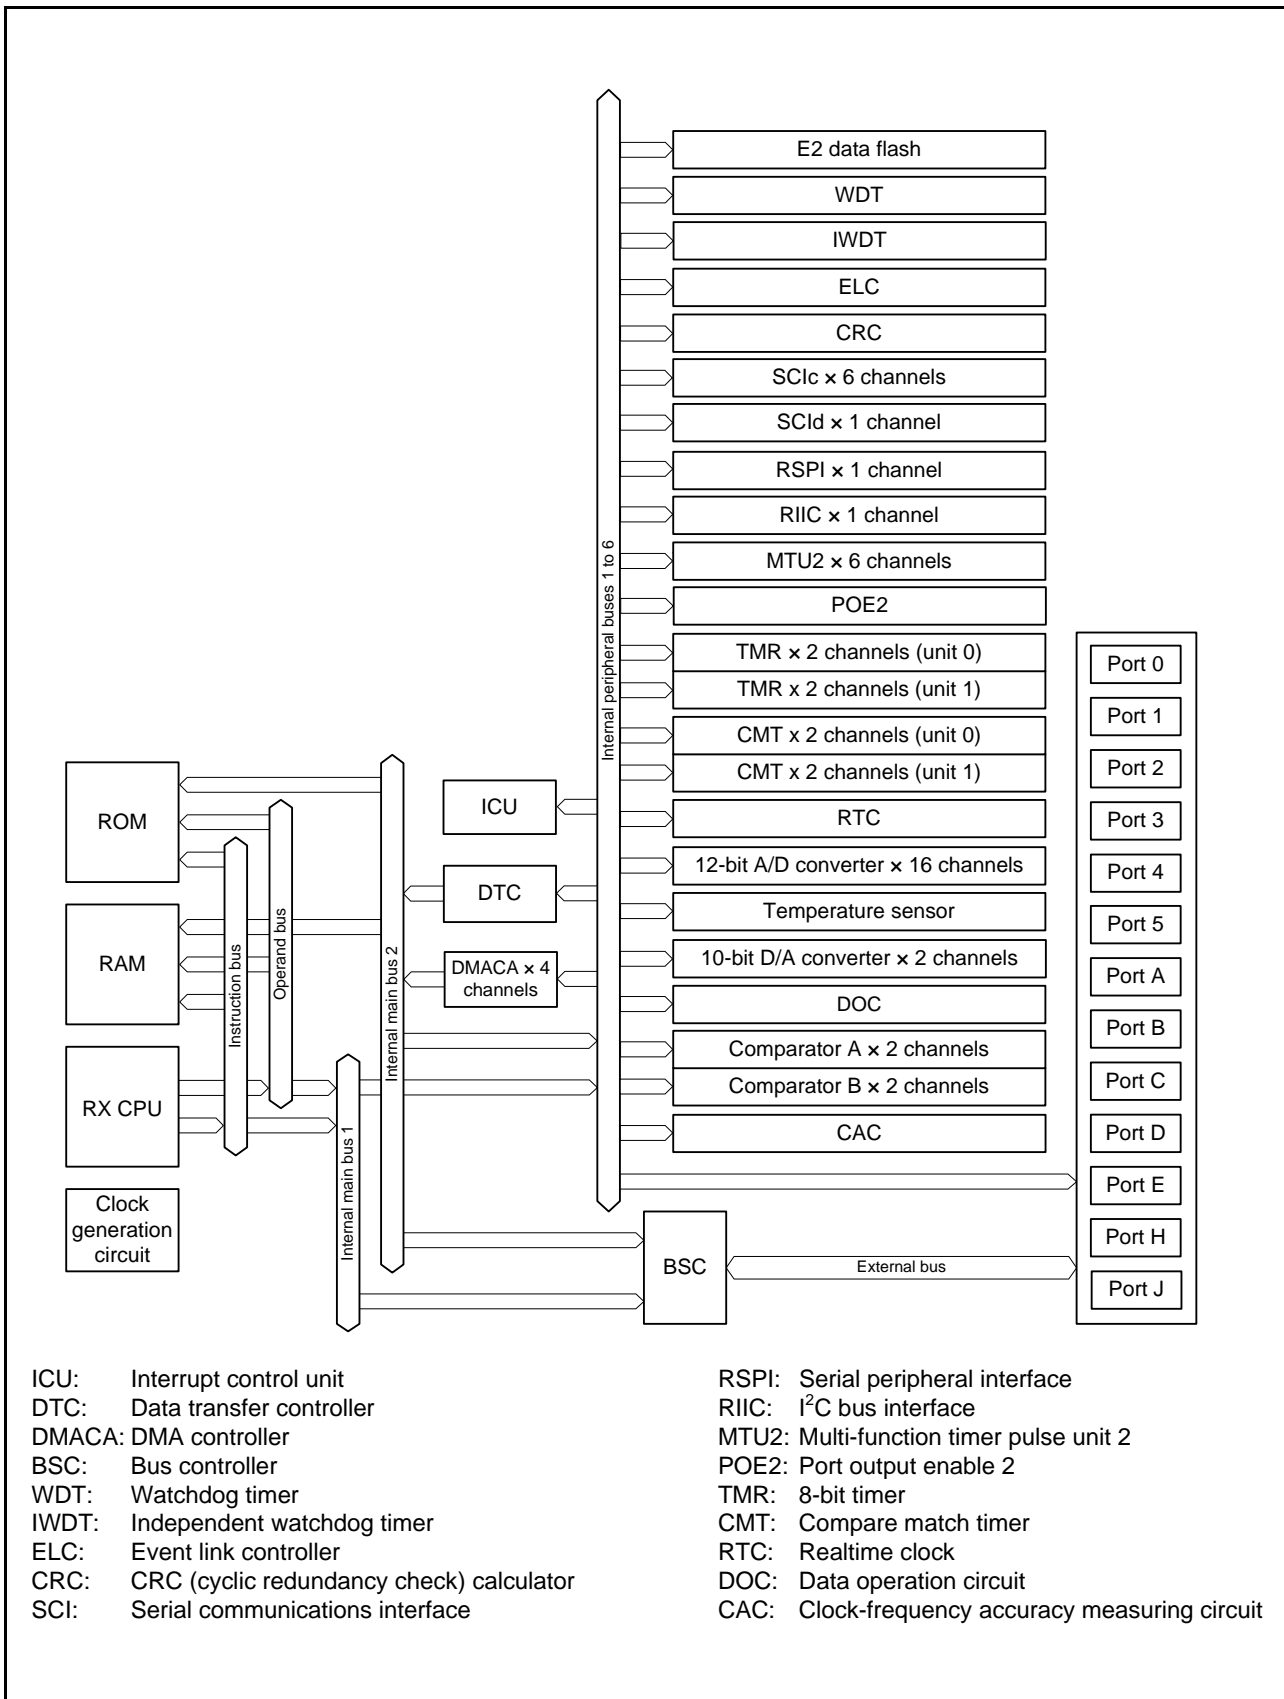 E2 data flash
WDT
IWDT
ELC
CRC
SCIc × 6 channels
SCId × 1 channel
RSPI × 1 channel
RIIC × 1 channel
MTU2 × 6 channels
POE2
TMR × 2 channels (unit 0)
TMR x 2 channels (unit 1)
CMT x 2 channels (unit 0)
CMT x 2 channels (unit 1)
RTC
12-bit A/D converter × 16 channels
Temperature sensor
10-bit D/A converter × 2 channels
DOC
Comparator A × 2 channels
Comparator B × 2 channels
CAC
Internal peripheral buses 1 to 6
Port 0
Port 1
Port 2
Port 3
Port 4
Port 5
Port A
Port B
Port C
Port D
Port E
Port H
Port J
ROM
RAM
RX CPU
Clock
generation
circuit
Instruction bus
Operand bus
Internal main bus 1
Internal main bus 2
ICU
DTC
DMACA × 4
channels
BSC
External bus
ICU: Interrupt control unit
DTC: Data transfer controller
DMACA: DMA controller
BSC: Bus controller
WDT: Watchdog timer
IWDT: Independent watchdog timer
ELC: Event link controller
CRC: CRC (cyclic redundancy check) calculator
SCI: Serial communications interface
RSPI: Serial peripheral interface
RIIC: I²C bus interface
MTU2: Multi-function timer pulse unit 2
POE2: Port output enable 2
TMR: 8-bit timer
CMT: Compare match timer
RTC: Realtime clock
DOC: Data operation circuit
CAC: Clock-frequency accuracy measuring circuit